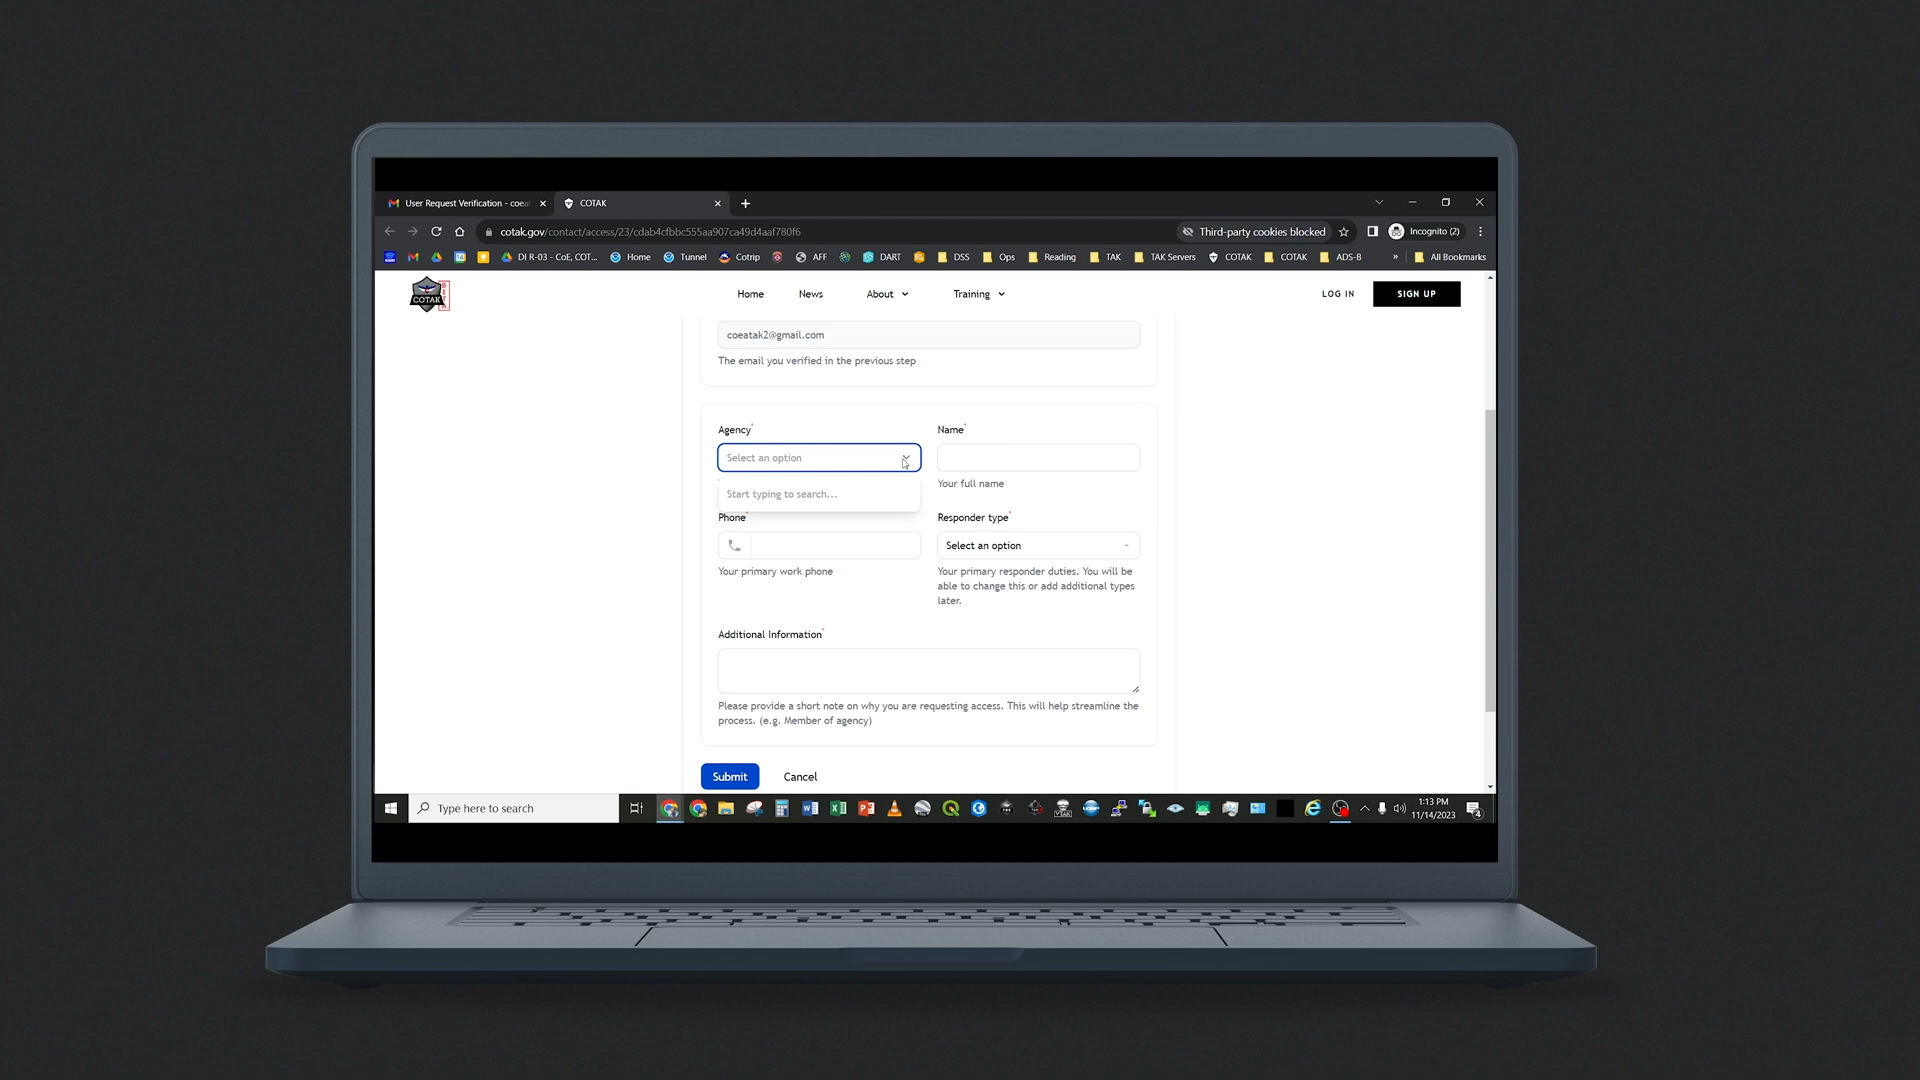 User Request Verification - coea
COTAK
cotak.gov/contact/access/23/cdab4cfbbc555aa907ca49d4aaf780f6
Third-party cookies blocked
Incognito (2)
DI R-03 - CoE, COT...
Home
Tunnel
Cotrip
AFF
DART
DSS
Ops
Reading
TAK
TAK Servers
COTAK
COTAK
ADS-B
»
All Bookmarks
COTAK
Home
News
About
Training
LOG IN
SIGN UP
coeatak2@gmail.com
The email you verified in the previous step
Agency*
Name*
Select an option
Start typing to search...
Your full name
Phone*
Responder type*
Select an option
Your primary work phone
Your primary responder duties. You will be
able to change this or add additional types
later.
Additional Information*
Please provide a short note on why you are requesting access. This will help streamline the
process. (e.g. Member of agency)
Submit
Cancel
Type here to search
1:13 PM
11/14/2023
4